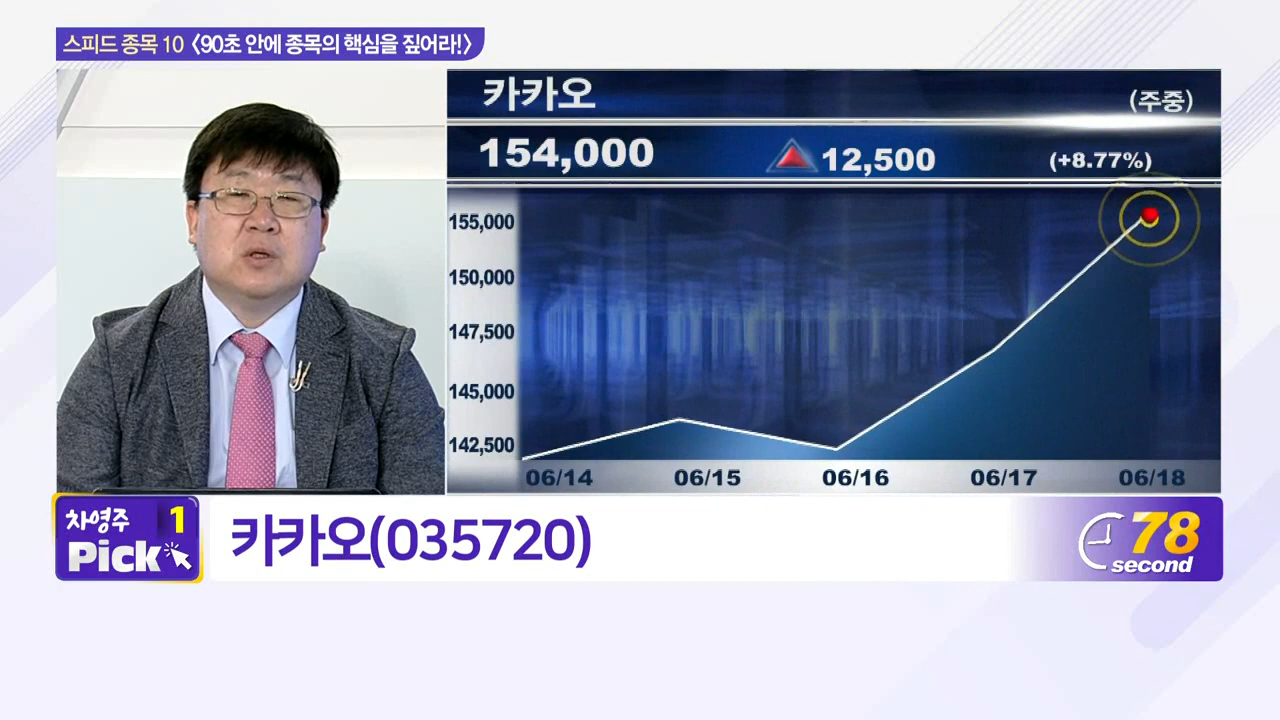 스피드 종목 10 〈90초 안에 종목의 핵심을 짚어라!〉
카카오
(주중)
154,000
12,500
(+8.77%)
155,000
150,000
147,500
145,000
142,500
06/14
06/15
06/16
06/17
06/18
차영주 1
Pick
카카오(035720)
78
second